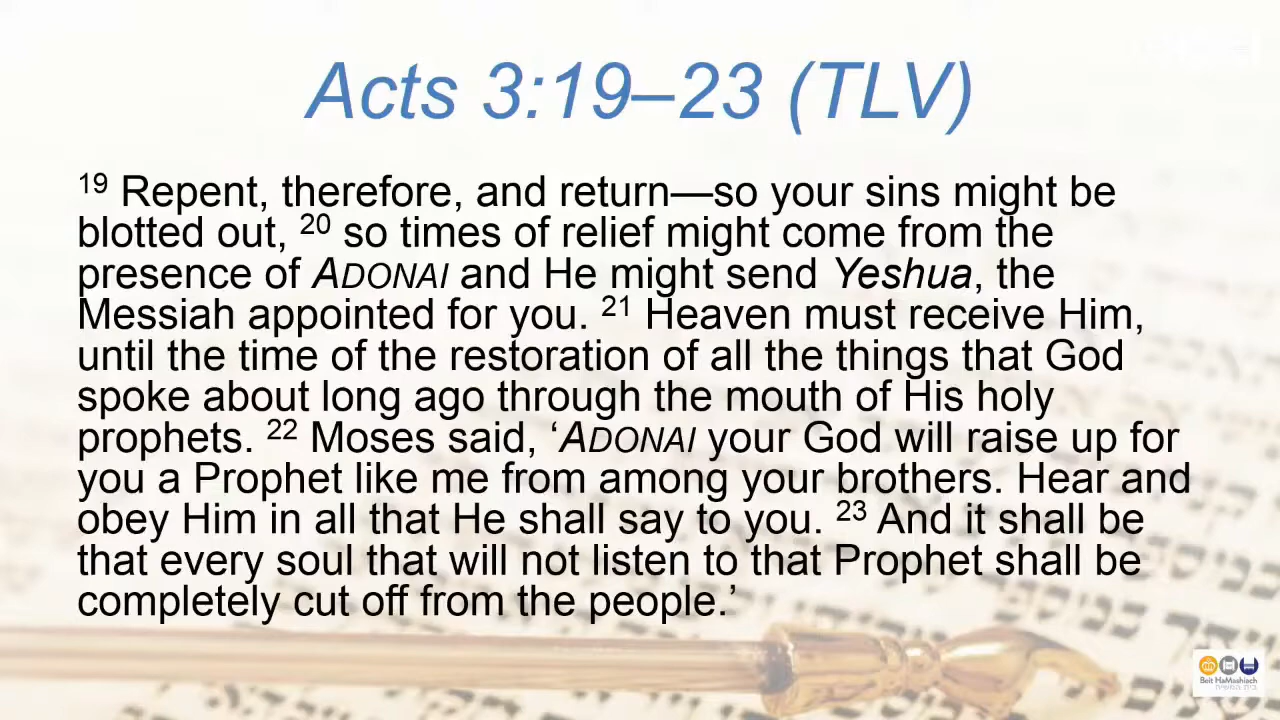 Acts 3:19–23 (TLV)
19 Repent, therefore, and return—so your sins might be
blotted out, 20 so times of relief might come from the
presence of ADONAI and He might send Yeshua, the
Messiah appointed for you. 21 Heaven must receive Him,
until the time of the restoration of all the things that God
spoke about long ago through the mouth of His holy
prophets. 22 Moses said, ‘ADONAI your God will raise up for
you a Prophet like me from among your brothers. Hear and
obey Him in all that He shall say to you. 23 And it shall be
that every soul that will not listen to that Prophet shall be
completely cut off from the people.’
Beit HaMashiach
בית המשיח